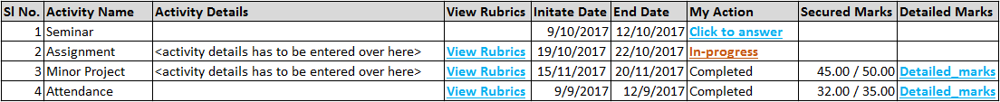 Sl No. Activity Name Activity Details View Rubrics Initate Date End Date My Action Secured Marks Detailed Marks
1 Seminar 9/10/2017 12/10/2017 Click to answer
2 Assignment <activity details has to be entered over here> View Rubrics 19/10/2017 22/10/2017 In-progress
3 Minor Project <activity details has to be entered over here> View Rubrics 15/11/2017 20/11/2017 Completed 45.00 / 50.00 Detailed_marks
4 Attendance View Rubrics 9/9/2017 12/9/2017 Completed 32.00 / 35.00 Detailed_marks